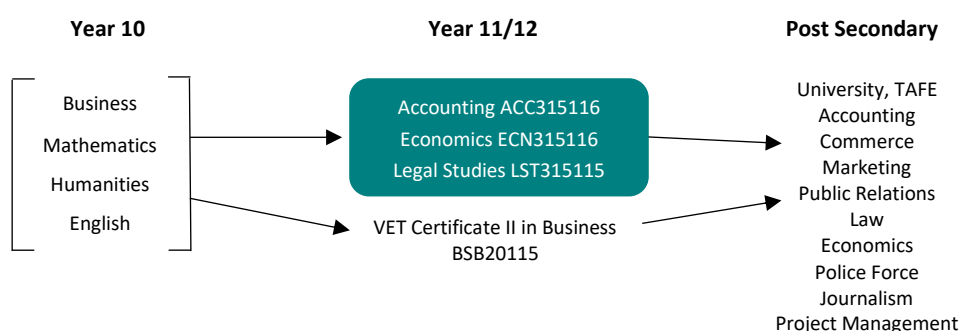 Year 10
Year 11/12
Post Secondary
Business
Mathematics
Humanities
English
Accounting ACC315116
Economics ECN315116
Legal Studies LST315115
VET Certificate II in Business
BSB20115
University, TAFE
Accounting
Commerce
Marketing
Public Relations
Law
Economics
Police Force
Journalism
Project Management